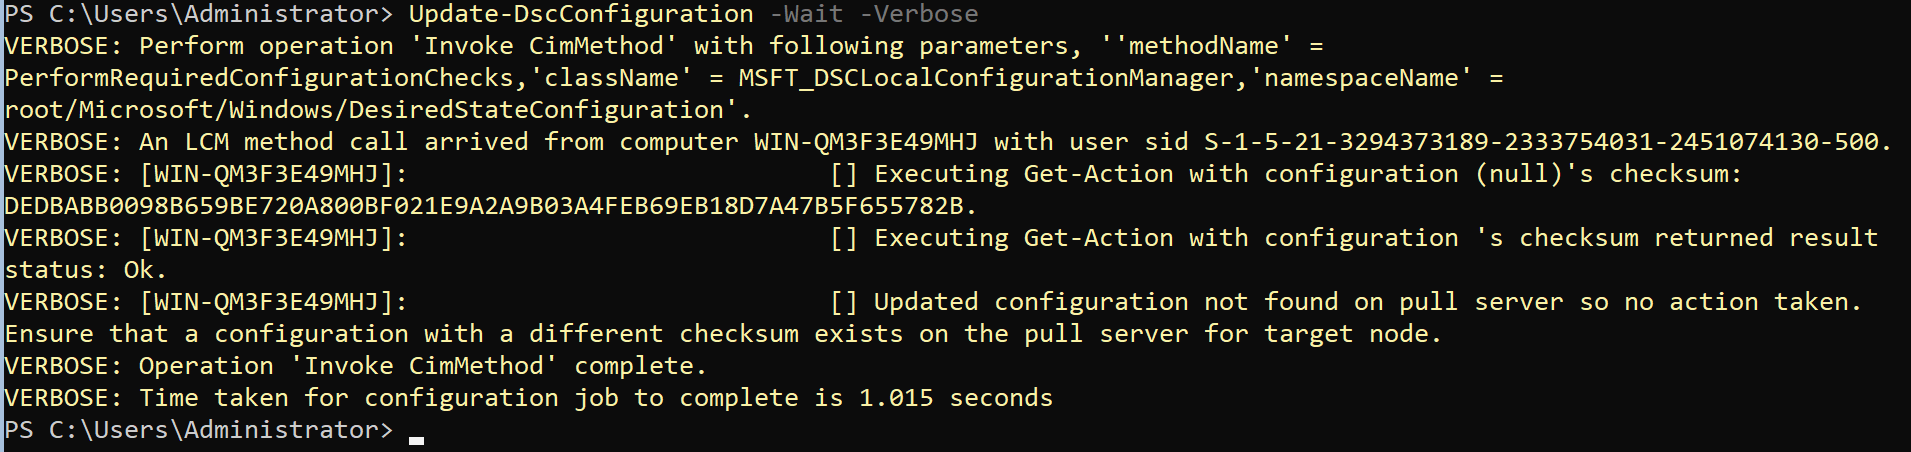 PS C:\Users\Administrator> Update-DscConfiguration -Wait -Verbose
VERBOSE: Perform operation 'Invoke CimMethod' with following parameters, ''methodName' =
PerformRequiredConfigurationChecks,'className' = MSFT_DSCLocalConfigurationManager,'namespaceName' =
root/Microsoft/Windows/DesiredStateConfiguration'.
VERBOSE: An LCM method call arrived from computer WIN-QM3F3E49MHJ with user sid S-1-5-21-3294373189-2333754031-2451074130-500.
VERBOSE: [WIN-QM3F3E49MHJ]:                            [] Executing Get-Action with configuration (null)'s checksum:
DEDBABB0098B659BE720A800BF021E9A2A9B03A4FEB69EB18D7A47B5F655782B.
VERBOSE: [WIN-QM3F3E49MHJ]:                            [] Executing Get-Action with configuration 's checksum returned result
status: Ok.
VERBOSE: [WIN-QM3F3E49MHJ]:                            [] Updated configuration not found on pull server so no action taken.
Ensure that a configuration with a different checksum exists on the pull server for target node.
VERBOSE: Operation 'Invoke CimMethod' complete.
VERBOSE: Time taken for configuration job to complete is 1.015 seconds
PS C:\Users\Administrator>